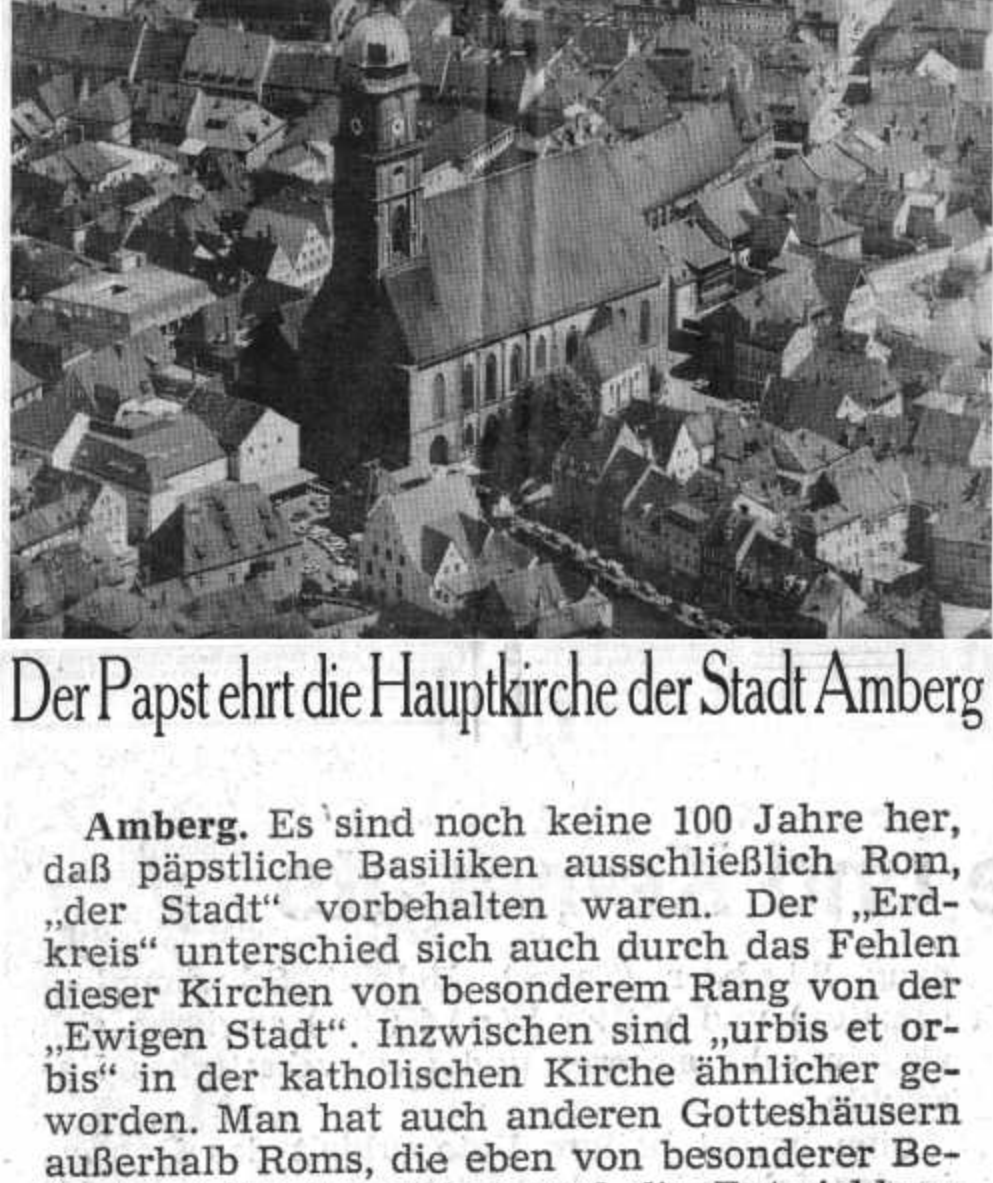 Der Papst ehrt die Hauptkirche der Stadt Amberg
Amberg. Es sind noch keine 100 Jahre her,
daß päpstliche Basiliken ausschließlich Rom,
„der Stadt“ vorbehalten waren. Der „Erd-
kreis“ unterschied sich auch durch das Fehlen
dieser Kirchen von besonderem Rang von der
„Ewigen Stadt“. Inzwischen sind „urbis et or-
bis“ in der katholischen Kirche ähnlicher ge-
worden. Man hat auch anderen Gotteshäusern
außerhalb Roms, die eben von besonderer Be-